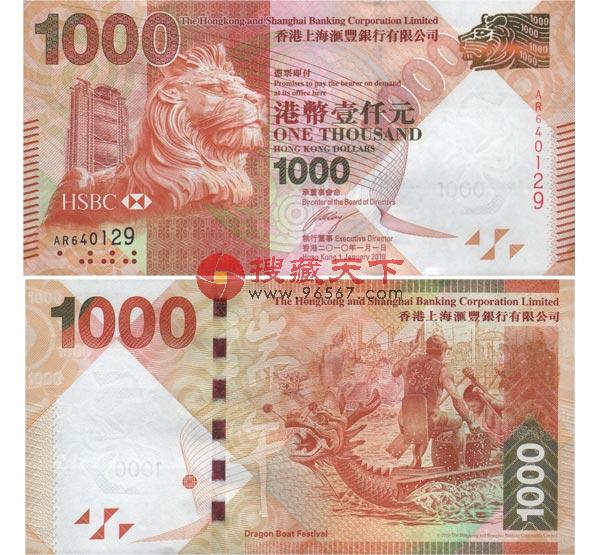 1000
The Hongkong and Shanghai Banking Corporation Limited
香港上海滙豐銀行有限公司
1000
1000
1000
1000
1000
憑票即付
Promises to pay the bearer on demand
at its office here
港幣壹仟元
ONE THOUSAND
HONG KONG DOLLARS
1000
承董事會命
By order of the Board of Directors
執行董事 Executive Director
香港二〇一〇年一月一日
Hong Kong 1 January 2010
AR640129
1000
HSBC
AR640129
搜藏天下
www.96567.com
1000
The Hongkong and Shanghai Banking Corporation Limited
香港上海滙豐銀行有限公司
瑞午
1000
1000
Dragon Boat Festival